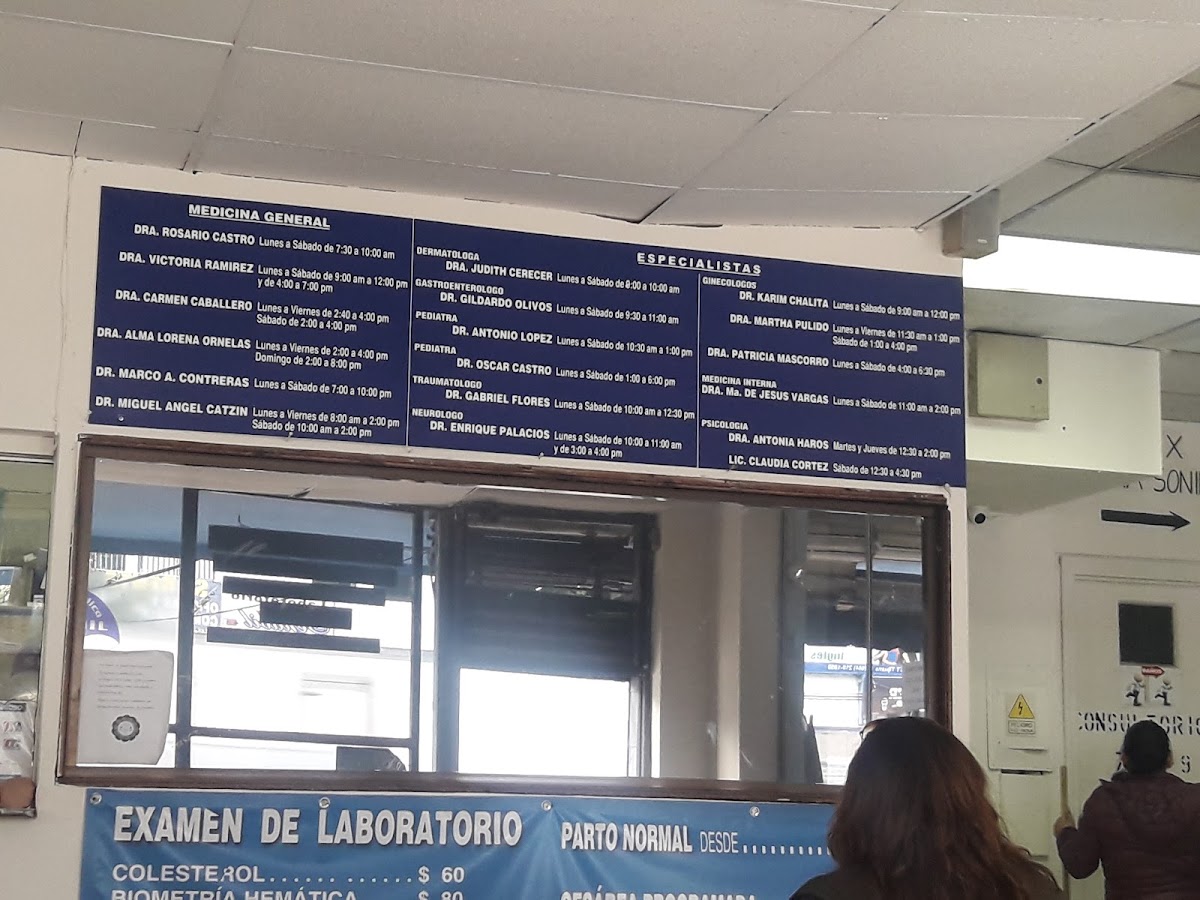 MEDICINA GENERAL
DRA. ROSARIO CASTRO Lunes a Sábado de 7:30 a 10:00 am
DRA. VICTORIA RAMIREZ Lunes a Sábado de 9:00 am a 12:00 pm
y de 4:00 a 7:00 pm
DRA. CARMEN CABALLERO Lunes a Viernes de 2:40 a 4:00 pm
Sábado de 2:00 a 4:00 pm
DRA. ALMA LORENA ORNELAS Lunes a Viernes de 2:00 a 4:00 pm
Domingo de 2:00 a 8:00 pm
DR. MARCO A. CONTRERAS Lunes a Sábado de 7:00 a 10:00 pm
DR. MIGUEL ANGEL CATZIN Lunes a Viernes de 8:00 am a 2:00 pm
Sábado de 10:00 am a 2:00 pm
ESPECIALISTAS
DERMATOLOGA
DRA. JUDITH CERECER Lunes a Sábado de 8:00 a 10:00 am
GASTROENTEROLOGO
DR. GILDARDO OLIVOS Lunes a Sábado de 9:30 a 11:00 am
PEDIATRA
DR. ANTONIO LOPEZ Lunes a Sábado de 10:30 am a 1:00 pm
PEDIATRA
DR. OSCAR CASTRO Lunes a Sábado de 1:00 a 6:00 pm
TRAUMATOLOGO
DR. GABRIEL FLORES Lunes a Sábado de 10:00 am a 12:30 pm
NEUROLOGO
DR. ENRIQUE PALACIOS Lunes a Sábado de 10:00 a 11:00 am
y de 3:00 a 4:00 pm
GINECOLOGOS
DR. KARIM CHALITA Lunes a Sábado de 9:00 am a 12:00 pm
DRA. MARTHA PULIDO Lunes a Viernes de 11:30 am a 1:00 pm
Sábado de 1:00 a 4:00 pm
DRA. PATRICIA MASCORRO Lunes a Sábado de 4:00 a 6:30 pm
MEDICINA INTERNA
DRA. Ma. DE JESUS VARGAS Lunes a Sábado de 11:00 am a 2:00 pm
PSICOLOGIA
DRA. ANTONIA HAROS Martes y Jueves de 12:30 a 2:00 pm
LIC. CLAUDIA CORTEZ Sábado de 12:30 a 4:30 pm
X
SONI
CONSULTORIO
9
EXAMEN DE LABORATORIO
COLESTEROL.................$ 60
BIOMETRÍA HEMÁTICA $ 80
PARTO NORMAL DESDE..........
CESÁREA PROGRAMADA